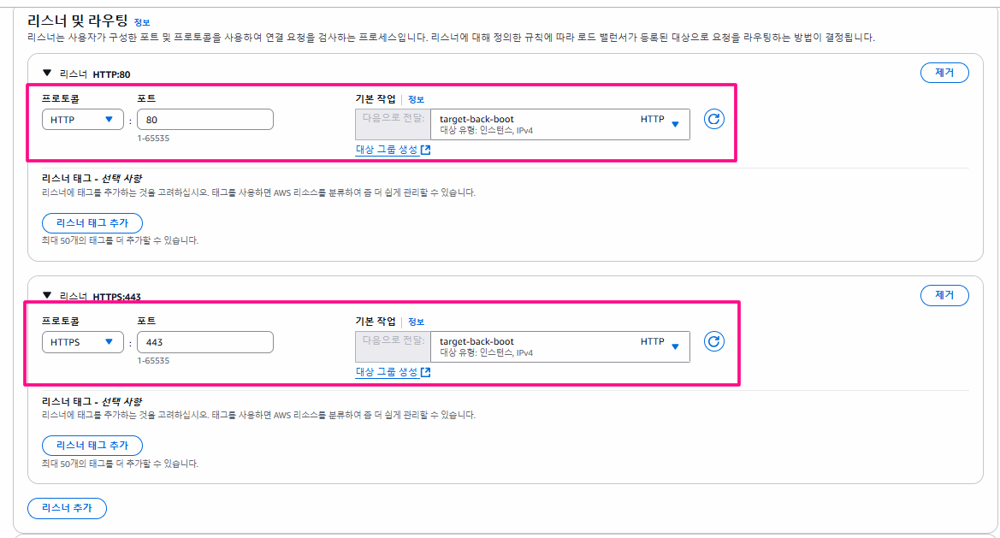 리스너 및 라우팅 정보
리스너는 사용자가 구성한 포트 및 프로토콜을 사용하여 연결 요청을 검사하는 프로세스입니다. 리스너에 대해 정의한 규칙에 따라 로드 밸런서가 등록된 대상으로 요청을 라우팅하는 방법이 결정됩니다.
▼ 리스너 HTTP:80 제거
프로토콜 포트 기본 작업 | 정보
HTTP : 80 다음으로 전달: target-back-boot HTTP
대상 유형: 인스턴스, IPv4
1-65535
대상 그룹 생성
리스너 태그 - 선택 사항
리스너에 태그를 추가하는 것을 고려하십시오. 태그를 사용하면 AWS 리소스를 분류하여 좀 더 쉽게 관리할 수 있습니다.
리스너 태그 추가
최대 50개의 태그를 더 추가할 수 있습니다.
▼ 리스너 HTTPS:443 제거
프로토콜 포트 기본 작업 | 정보
HTTPS : 443 다음으로 전달: target-back-boot HTTP
대상 유형: 인스턴스, IPv4
1-65535
대상 그룹 생성
리스너 태그 - 선택 사항
리스너에 태그를 추가하는 것을 고려하십시오. 태그를 사용하면 AWS 리소스를 분류하여 좀 더 쉽게 관리할 수 있습니다.
리스너 태그 추가
최대 50개의 태그를 더 추가할 수 있습니다.
리스너 추가